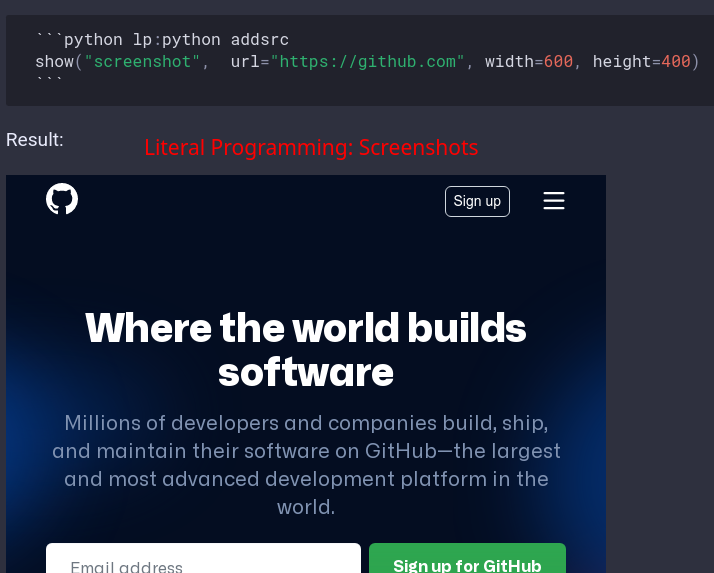 ```python lp:python addsrc
show("screenshot",  url="https://github.com", width=600, height=400)
```
Result:
Literal Programming: Screenshots
Sign up
Where the world builds
software
Millions of developers and companies build, ship,
and maintain their software on GitHub—the largest
and most advanced development platform in the
world.
Email address
Sign up for GitHub